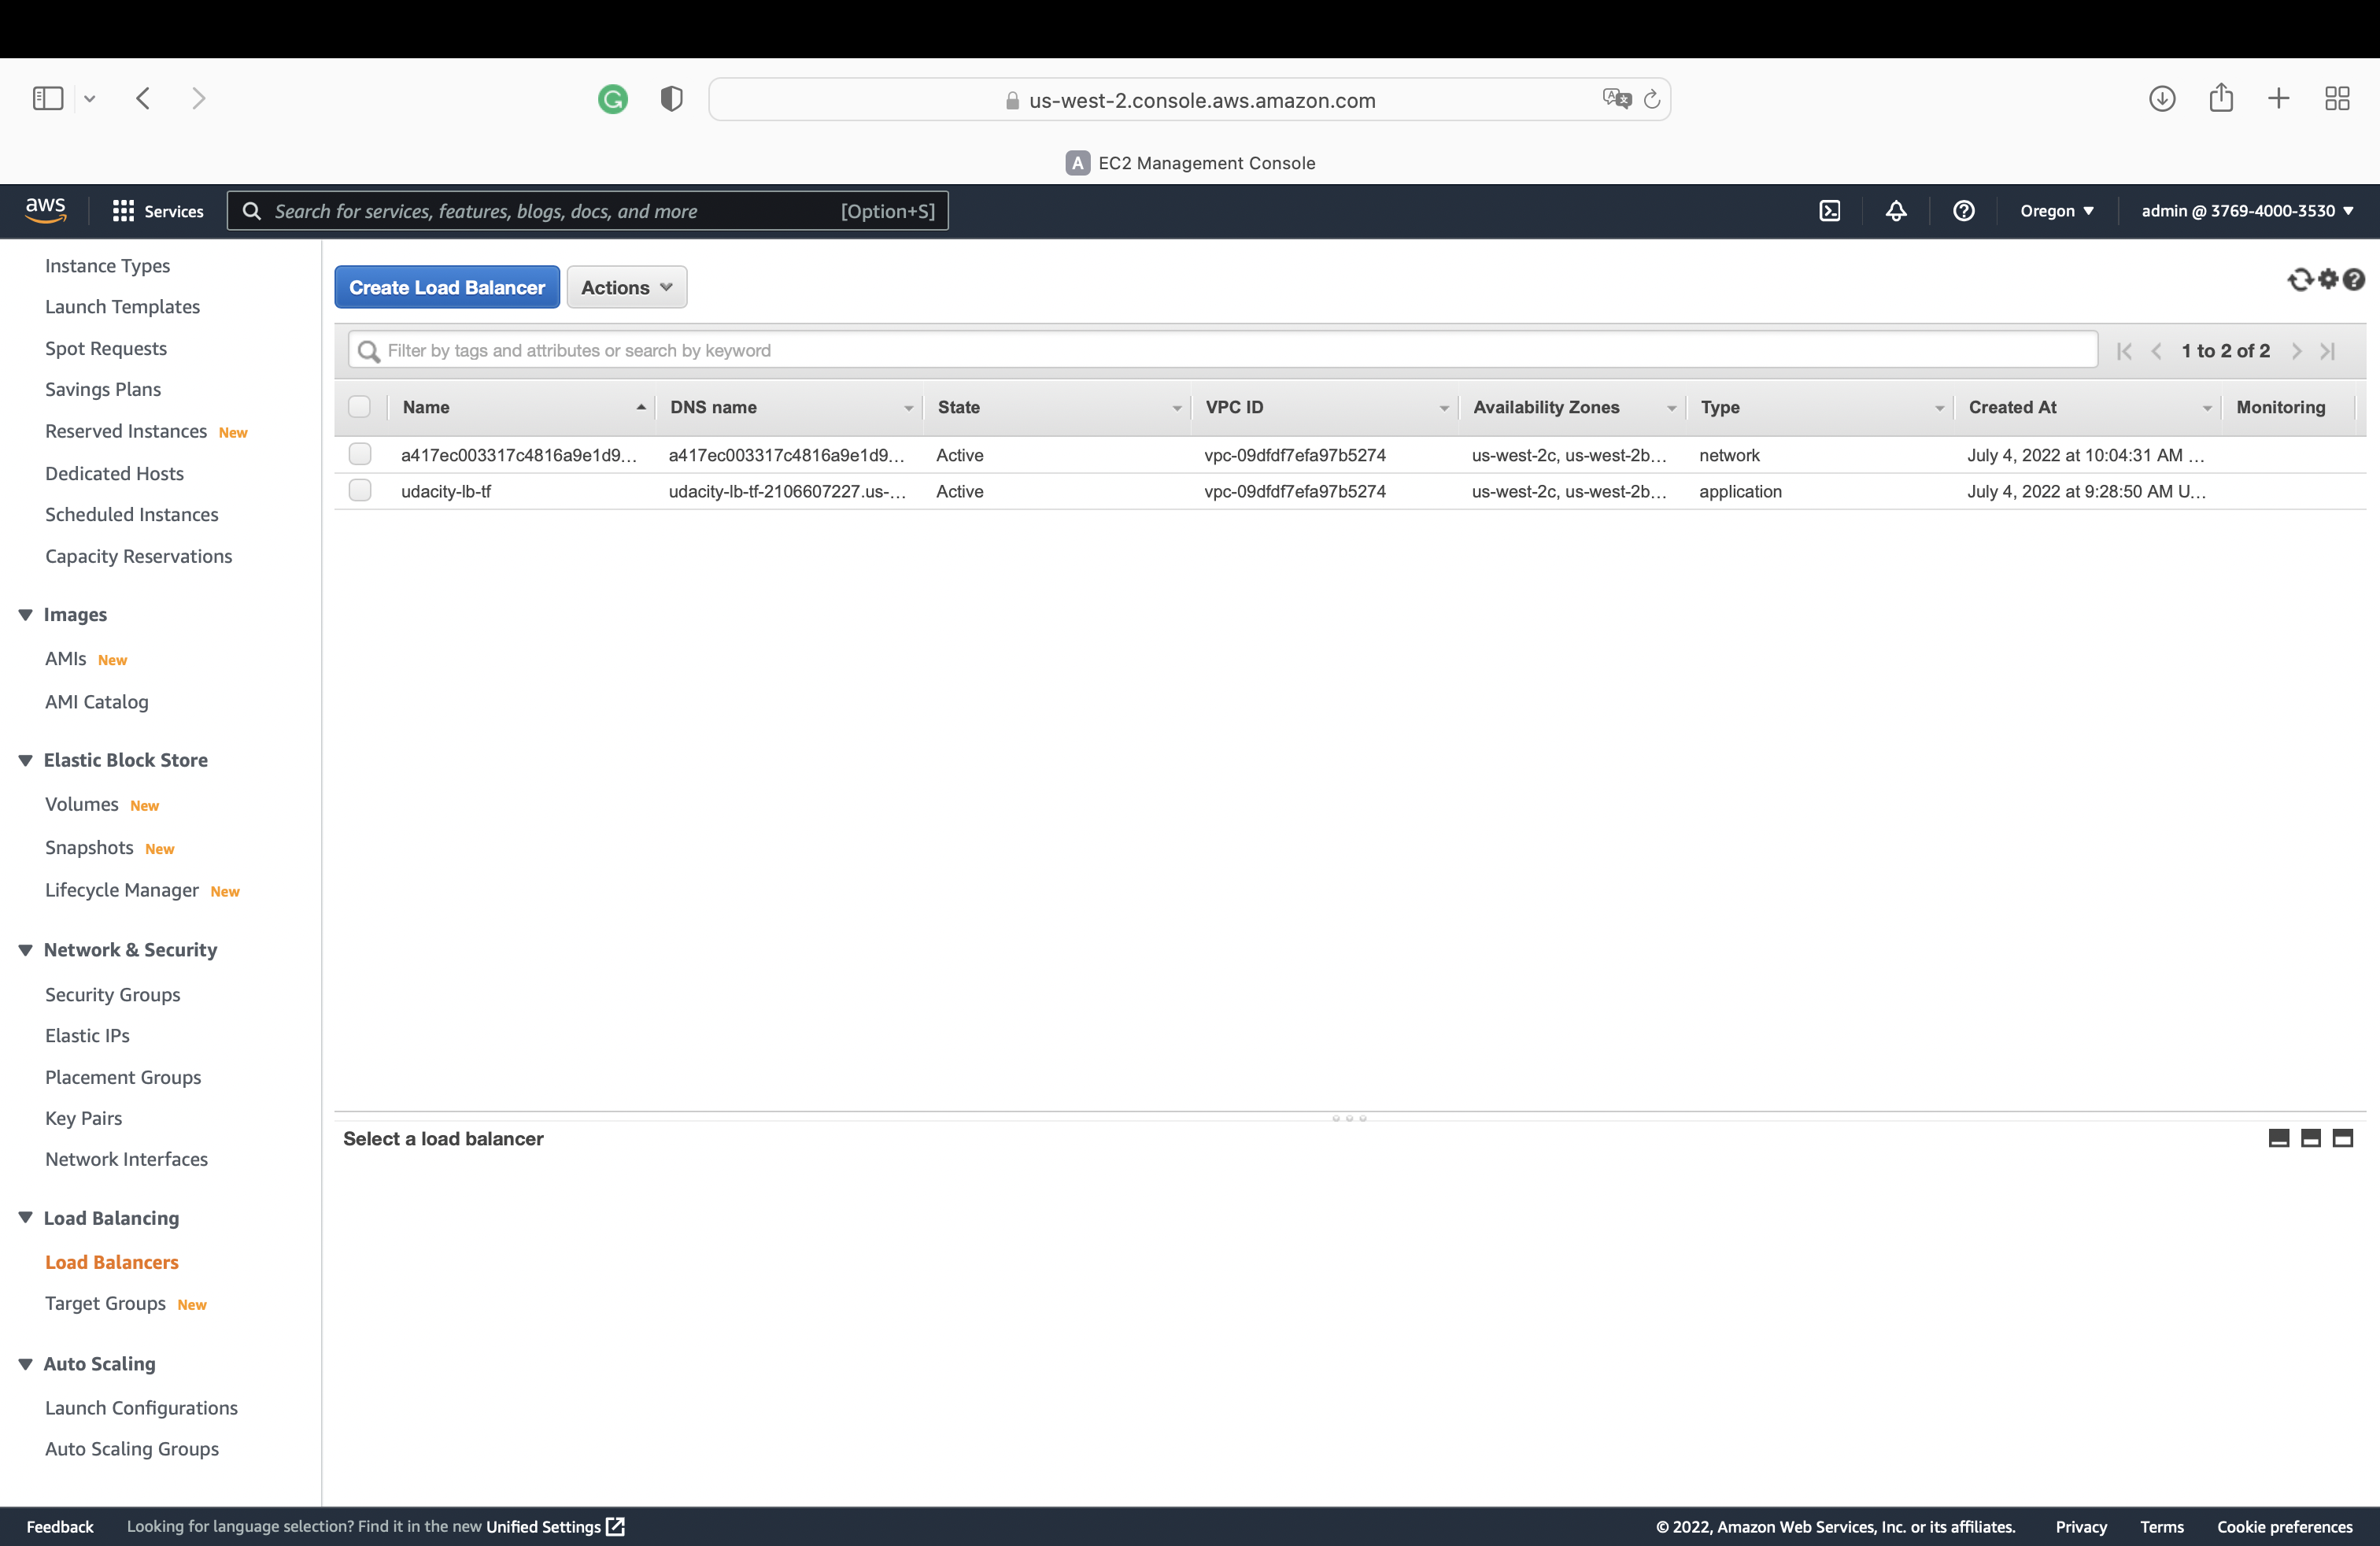 us-west-2.console.aws.amazon.com
A EC2 Management Console
aws Services Search for services, features, blogs, docs, and more [Option+S] Oregon admin @ 3769-4000-3530
Instance Types
Launch Templates
Spot Requests
Savings Plans
Reserved Instances New
Dedicated Hosts
Scheduled Instances
Capacity Reservations
Images
AMIs New
AMI Catalog
Elastic Block Store
Volumes New
Snapshots New
Lifecycle Manager New
Network & Security
Security Groups
Elastic IPs
Placement Groups
Key Pairs
Network Interfaces
Load Balancing
Load Balancers
Target Groups New
Auto Scaling
Launch Configurations
Auto Scaling Groups
Create Load Balancer Actions
Filter by tags and attributes or search by keyword 1 to 2 of 2
Name DNS name State VPC ID Availability Zones Type Created At Monitoring
a417ec003317c4816a9e1d9... a417ec003317c4816a9e1d9... Active vpc-09dfdf7efa97b5274 us-west-2c, us-west-2b... network July 4, 2022 at 10:04:31 AM ...
udacity-lb-tf udacity-lb-tf-2106607227.us-... Active vpc-09dfdf7efa97b5274 us-west-2c, us-west-2b... application July 4, 2022 at 9:28:50 AM U...
Select a load balancer
Feedback Looking for language selection? Find it in the new Unified Settings © 2022, Amazon Web Services, Inc. or its affiliates. Privacy Terms Cookie preferences